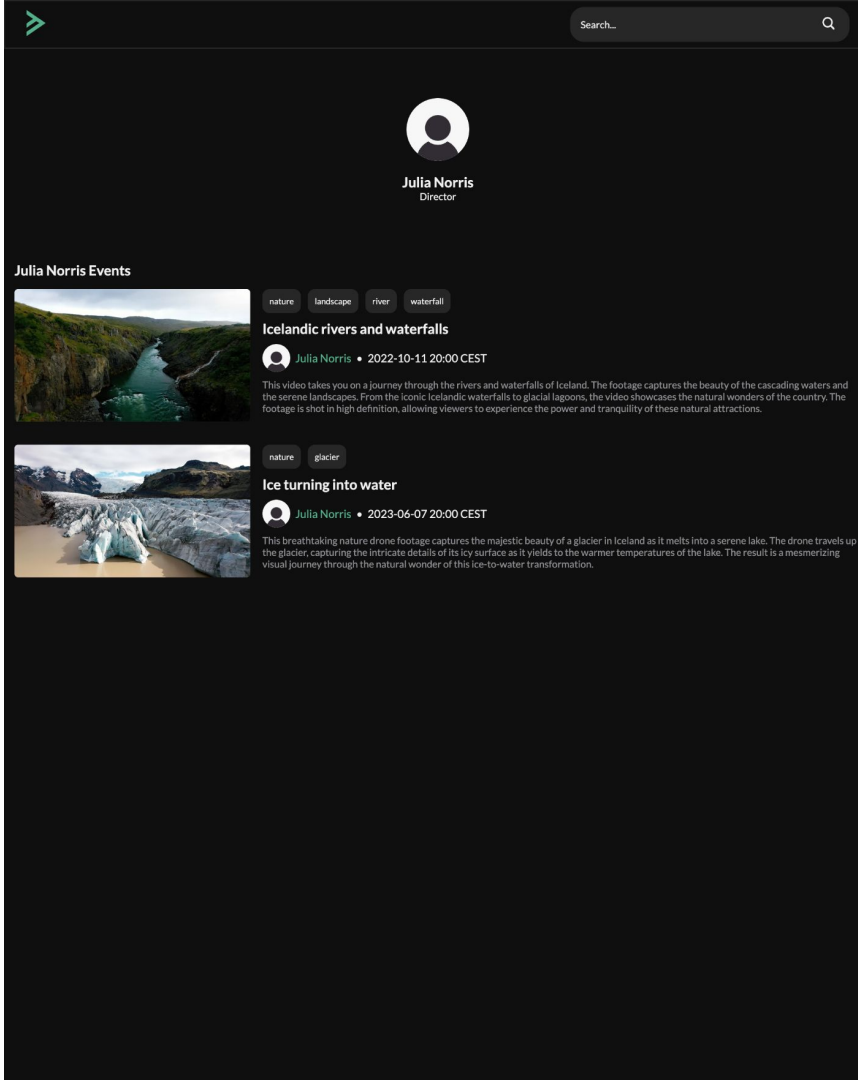 Search...
Julia Norris
Director
Julia Norris Events
nature landscape river waterfall
Icelandic rivers and waterfalls
Julia Norris • 2022-10-11 20:00 CEST
This video takes you on a journey through the rivers and waterfalls of Iceland. The footage captures the beauty of the cascading waters and
the serene landscapes. From the iconic Icelandic waterfalls to glacial lagoons, the video showcases the natural wonders of the country. The
footage is shot in high definition, allowing viewers to experience the power and tranquility of these natural attractions.
nature glacier
Ice turning into water
Julia Norris • 2023-06-07 20:00 CEST
This breathtaking nature drone footage captures the majestic beauty of a glacier in Iceland as it melts into a serene lake. The drone travels up
the glacier, capturing the intricate details of its icy surface as it yields to the warmer temperatures of the lake. The result is a mesmerizing
visual journey through the natural wonder of this ice-to-water transformation.